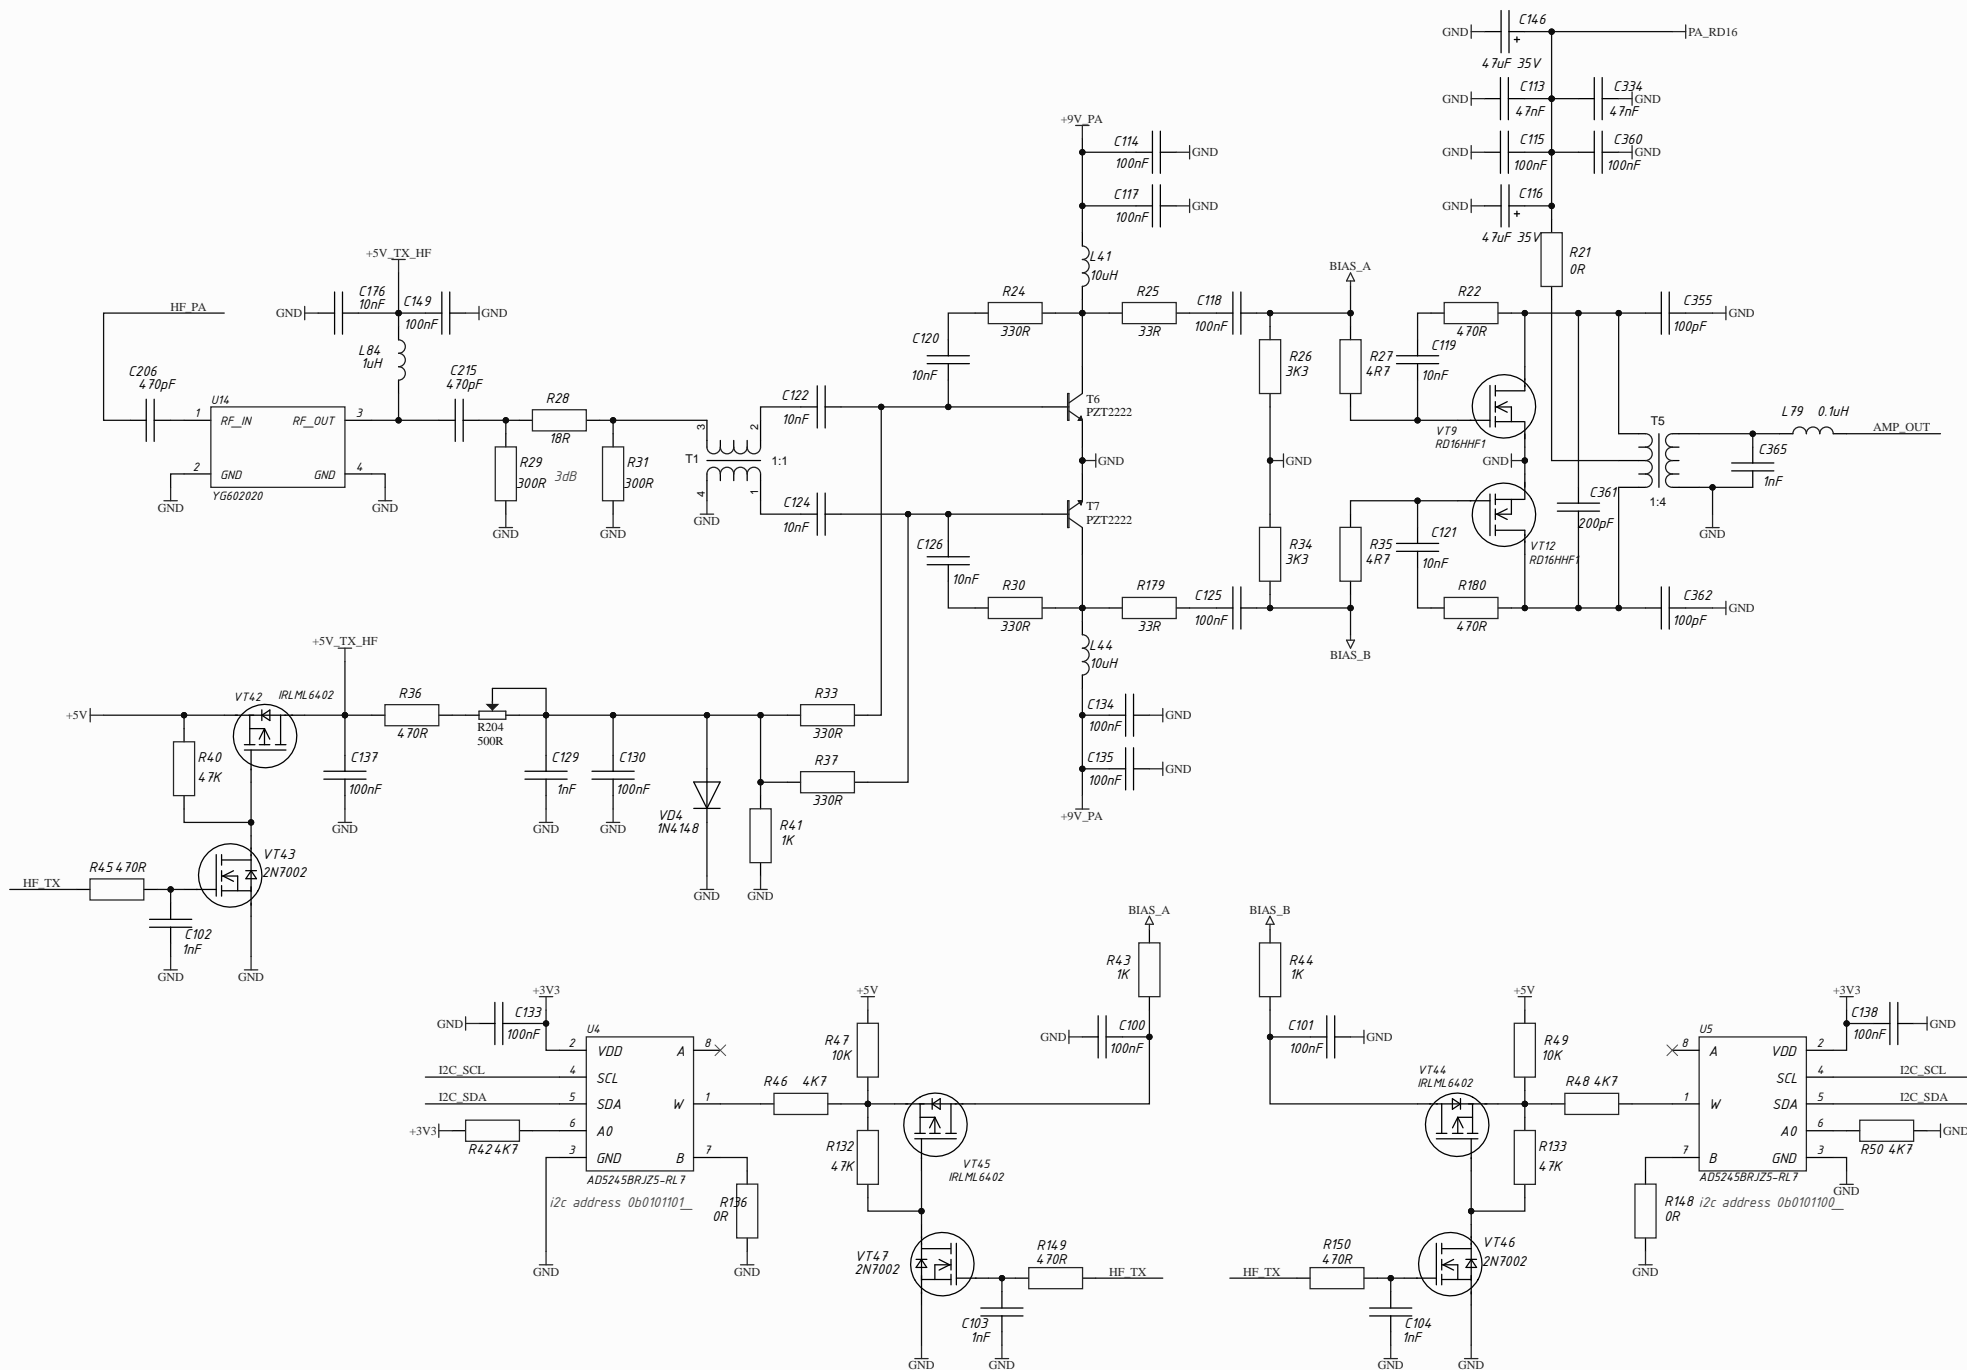 C146
GND
+
47uF 35V
PA_RD16
C113
GND
47nF
C334
GND
47nF
C115
GND
100nF
C360
GND
100nF
C116
GND
+
47uF 35V
R21
0R
+9V_PA
C114
100nF
GND
C117
100nF
GND
L41
10uH
+5V_TX_HF
C176
10nF
GND
C149
100nF
GND
HF_PA
L84
1uH
C206
470pF
C215
470pF
U14
1
RF_IN
RF_OUT
3
2
GND
GND
4
YG602020
GND
GND
R28
18R
R29
300R
3dB
R31
300R
GND
GND
T1
3
2
4
1
1:1
GND
C122
10nF
C124
10nF
C120
10nF
R24
330R
R25
33R
C118
100nF
BIAS_A
R26
3K3
R27
4R7
C119
10nF
R22
470R
C355
100pF
GND
T6
PZT2222
GND
T7
PZT2222
GND
VT9
RD16HHF1
GND
T5
1:4
L79 0.1uH
AMP_OUT
C365
1nF
GND
C361
200pF
VT12
RD16HHF1
C126
10nF
R30
330R
R179
33R
C125
100nF
R34
3K3
R35
4R7
C121
10nF
R180
470R
C362
100pF
GND
BIAS_B
L44
10uH
C134
100nF
GND
C135
100nF
GND
+9V_PA
+5V_TX_HF
+5V
VT42
IRLML6402
R40
47K
R36
470R
R204
500R
R33
330R
R37
330R
C137
100nF
GND
C129
1nF
GND
C130
100nF
GND
VD4
1N4148
GND
R41
1K
GND
HF_TX
R45 470R
VT43
2N7002
C102
1nF
GND
GND
BIAS_A
R43
1K
BIAS_B
R44
1K
+3V3
C133
100nF
GND
U4
2
VDD
A
8
I2C_SCL
4
SCL
I2C_SDA
5
SDA
W
1
+3V3
R42 4K7
6
A0
3
GND
B
7
AD5245BRJZ5-RL7
i2c address 0b0101101_
R136
0R
GND
GND
+5V
R47
10K
R46 4K7
R132
47K
VT45
IRLML6402
C100
100nF
GND
VT47
2N7002
R149
470R
HF_TX
C103
1nF
GND
GND
C101
100nF
GND
VT44
IRLML6402
+5V
R49
10K
R48 4K7
R133
47K
HF_TX
R150
470R
VT46
2N7002
C104
1nF
GND
GND
+3V3
C138
100nF
GND
U5
8
A
VDD
2
SCL
4
I2C_SCL
1
W
SDA
5
I2C_SDA
A0
6
R50 4K7
GND
7
B
GND
3
GND
AD5245BRJZ5-RL7
R148
0R
i2c address 0b0101100_
GND